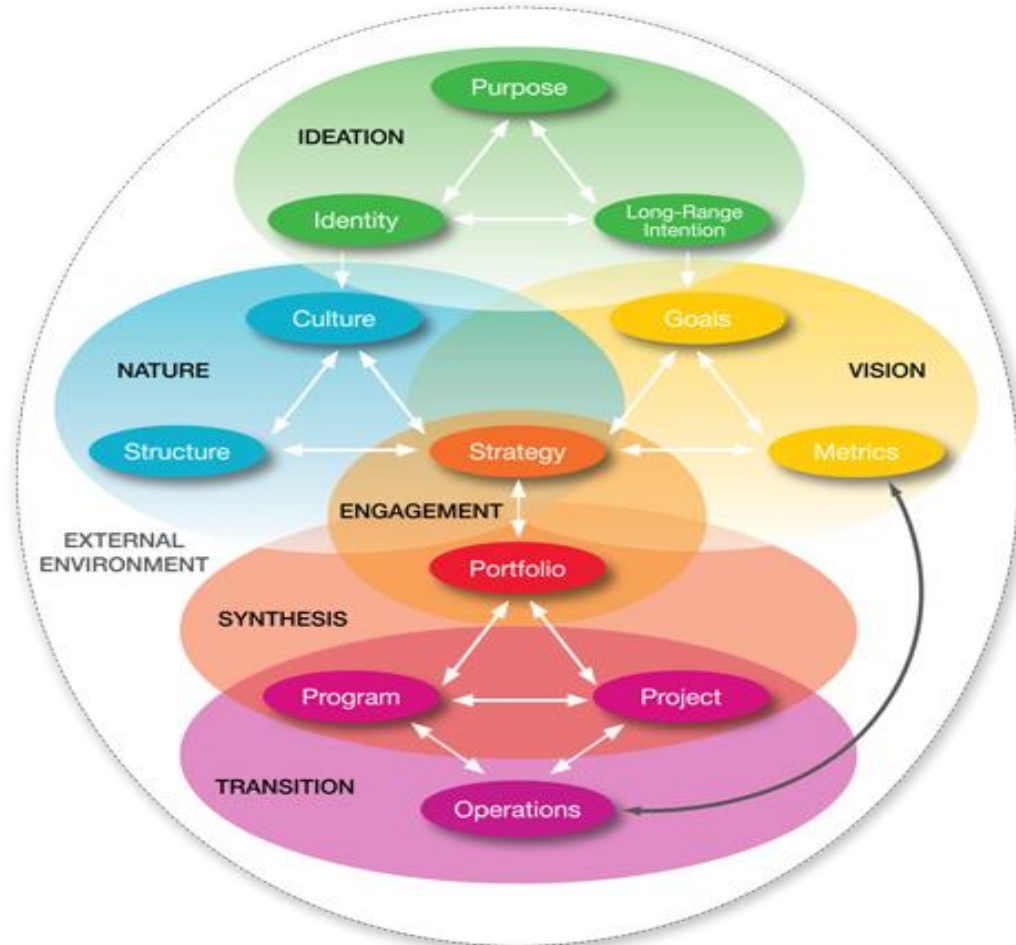 Purpose
IDEATION
Identity
Long-Range
Intention
Culture
Goals
NATURE
VISION
Structure
Strategy
Metrics
ENGAGEMENT
EXTERNAL
ENVIRONMENT
Portfolio
SYNTHESIS
Program
Project
TRANSITION
Operations